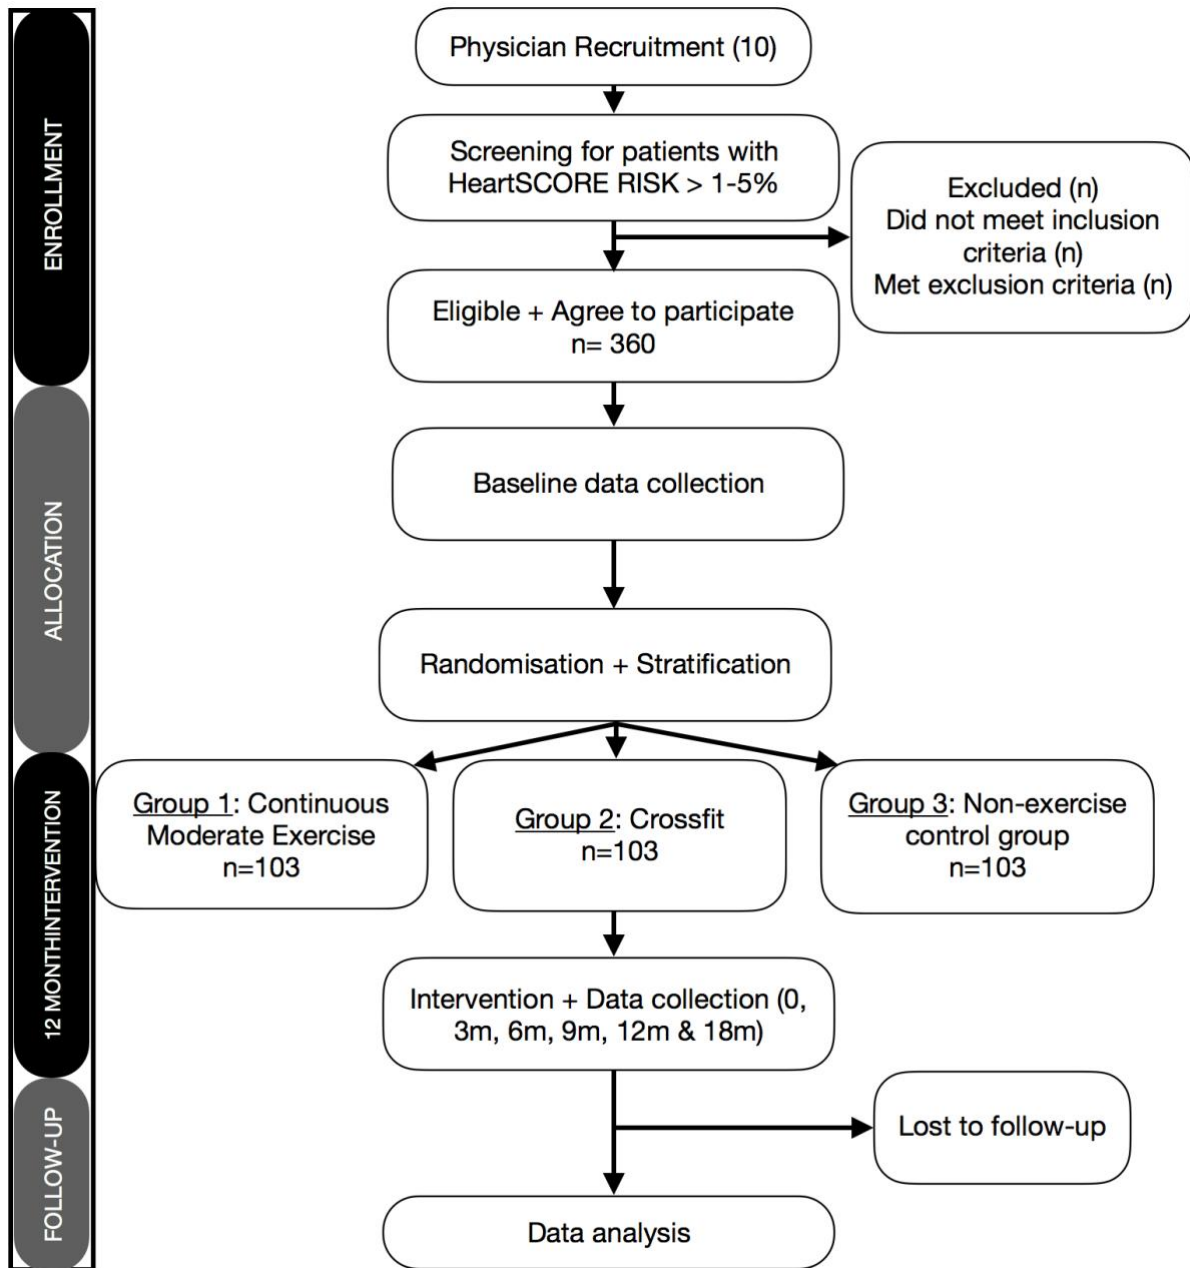 Physician Recruitment (10)
Screening for patients with
HeartSCORE RISK > 1-5%
Excluded (n)
Did not meet inclusion
criteria (n)
Met exclusion criteria (n)
Eligible + Agree to participate
n= 360
ENROLLMENT
Baseline data collection
Randomisation + Stratification
ALLOCATION
Group 1: Continuous
Moderate Exercise
n=103
Group 2: Crossfit
n=103
Group 3: Non-exercise
control group
n=103
Intervention + Data collection (0,
3m, 6m, 9m, 12m & 18m)
12 MONTHINTERVENTION
Lost to follow-up
Data analysis
FOLLOW-UP